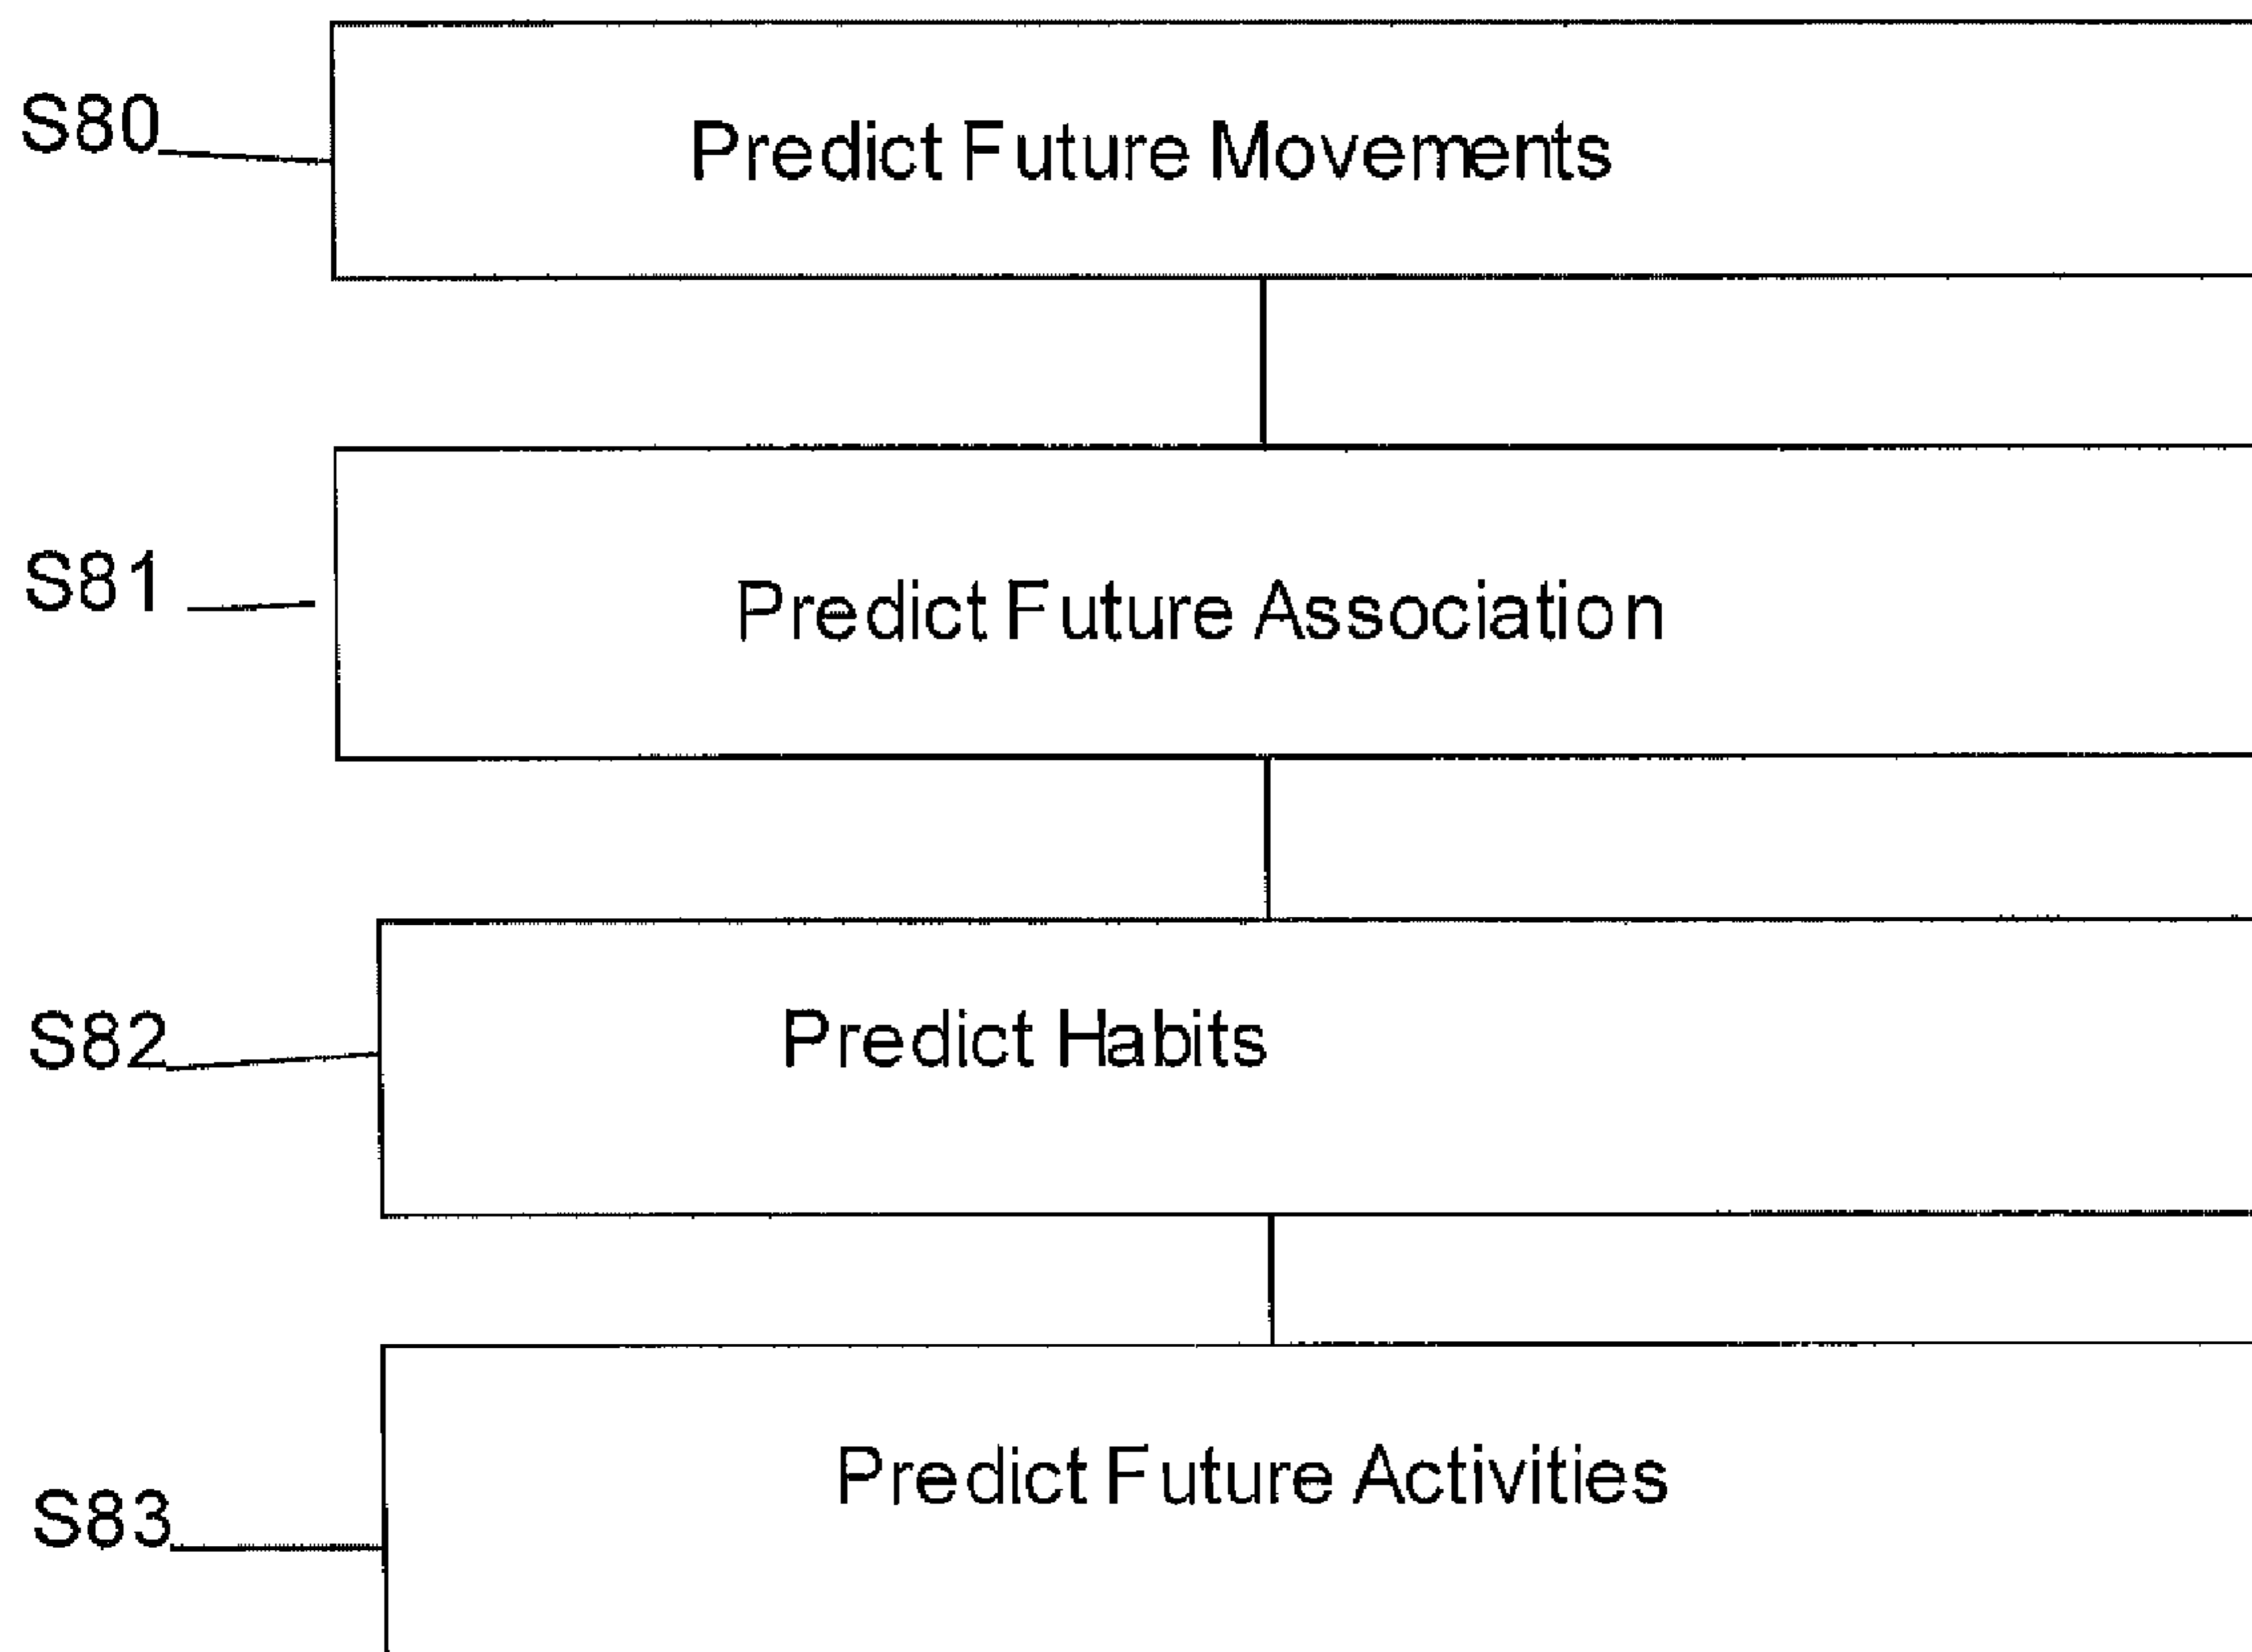 S80
Predict Future Movements
S81
Predict Future Association
S82
Predict Habits
S83
Predict Future Activities